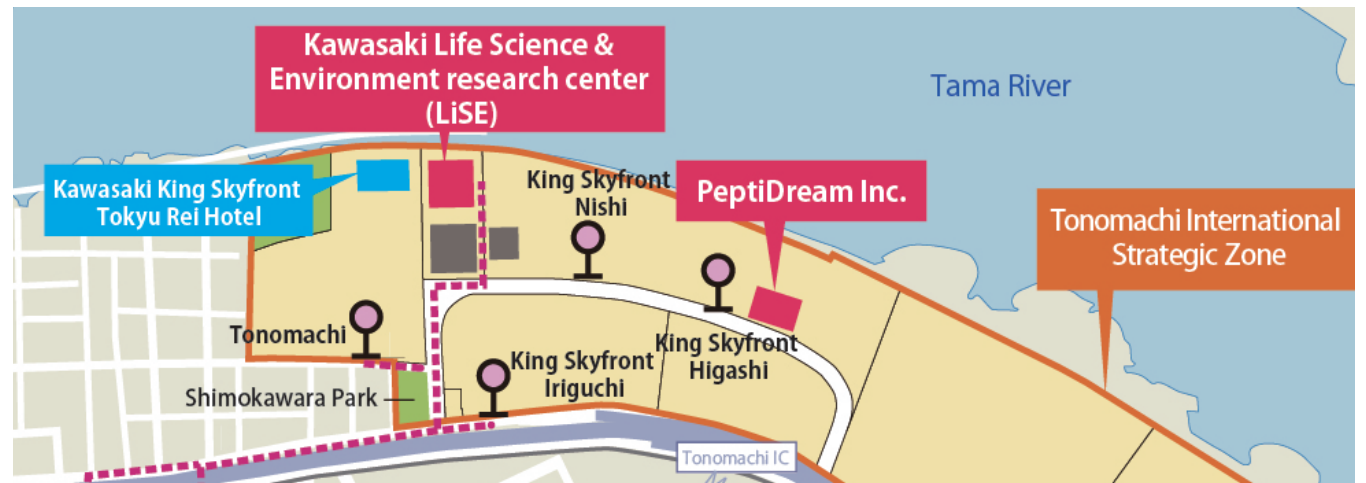 Kawasaki Life Science &
Environment research center
(LiSE)
Tama River
Kawasaki King Skyfront
Tokyu Rei Hotel
King Skyfront
Nishi
PeptiDream Inc.
Tonomachi International
Strategic Zone
Tonomachi
King Skyfront
Higashi
King Skyfront
Iriguchi
Shimokawara Park
Tonomachi IC